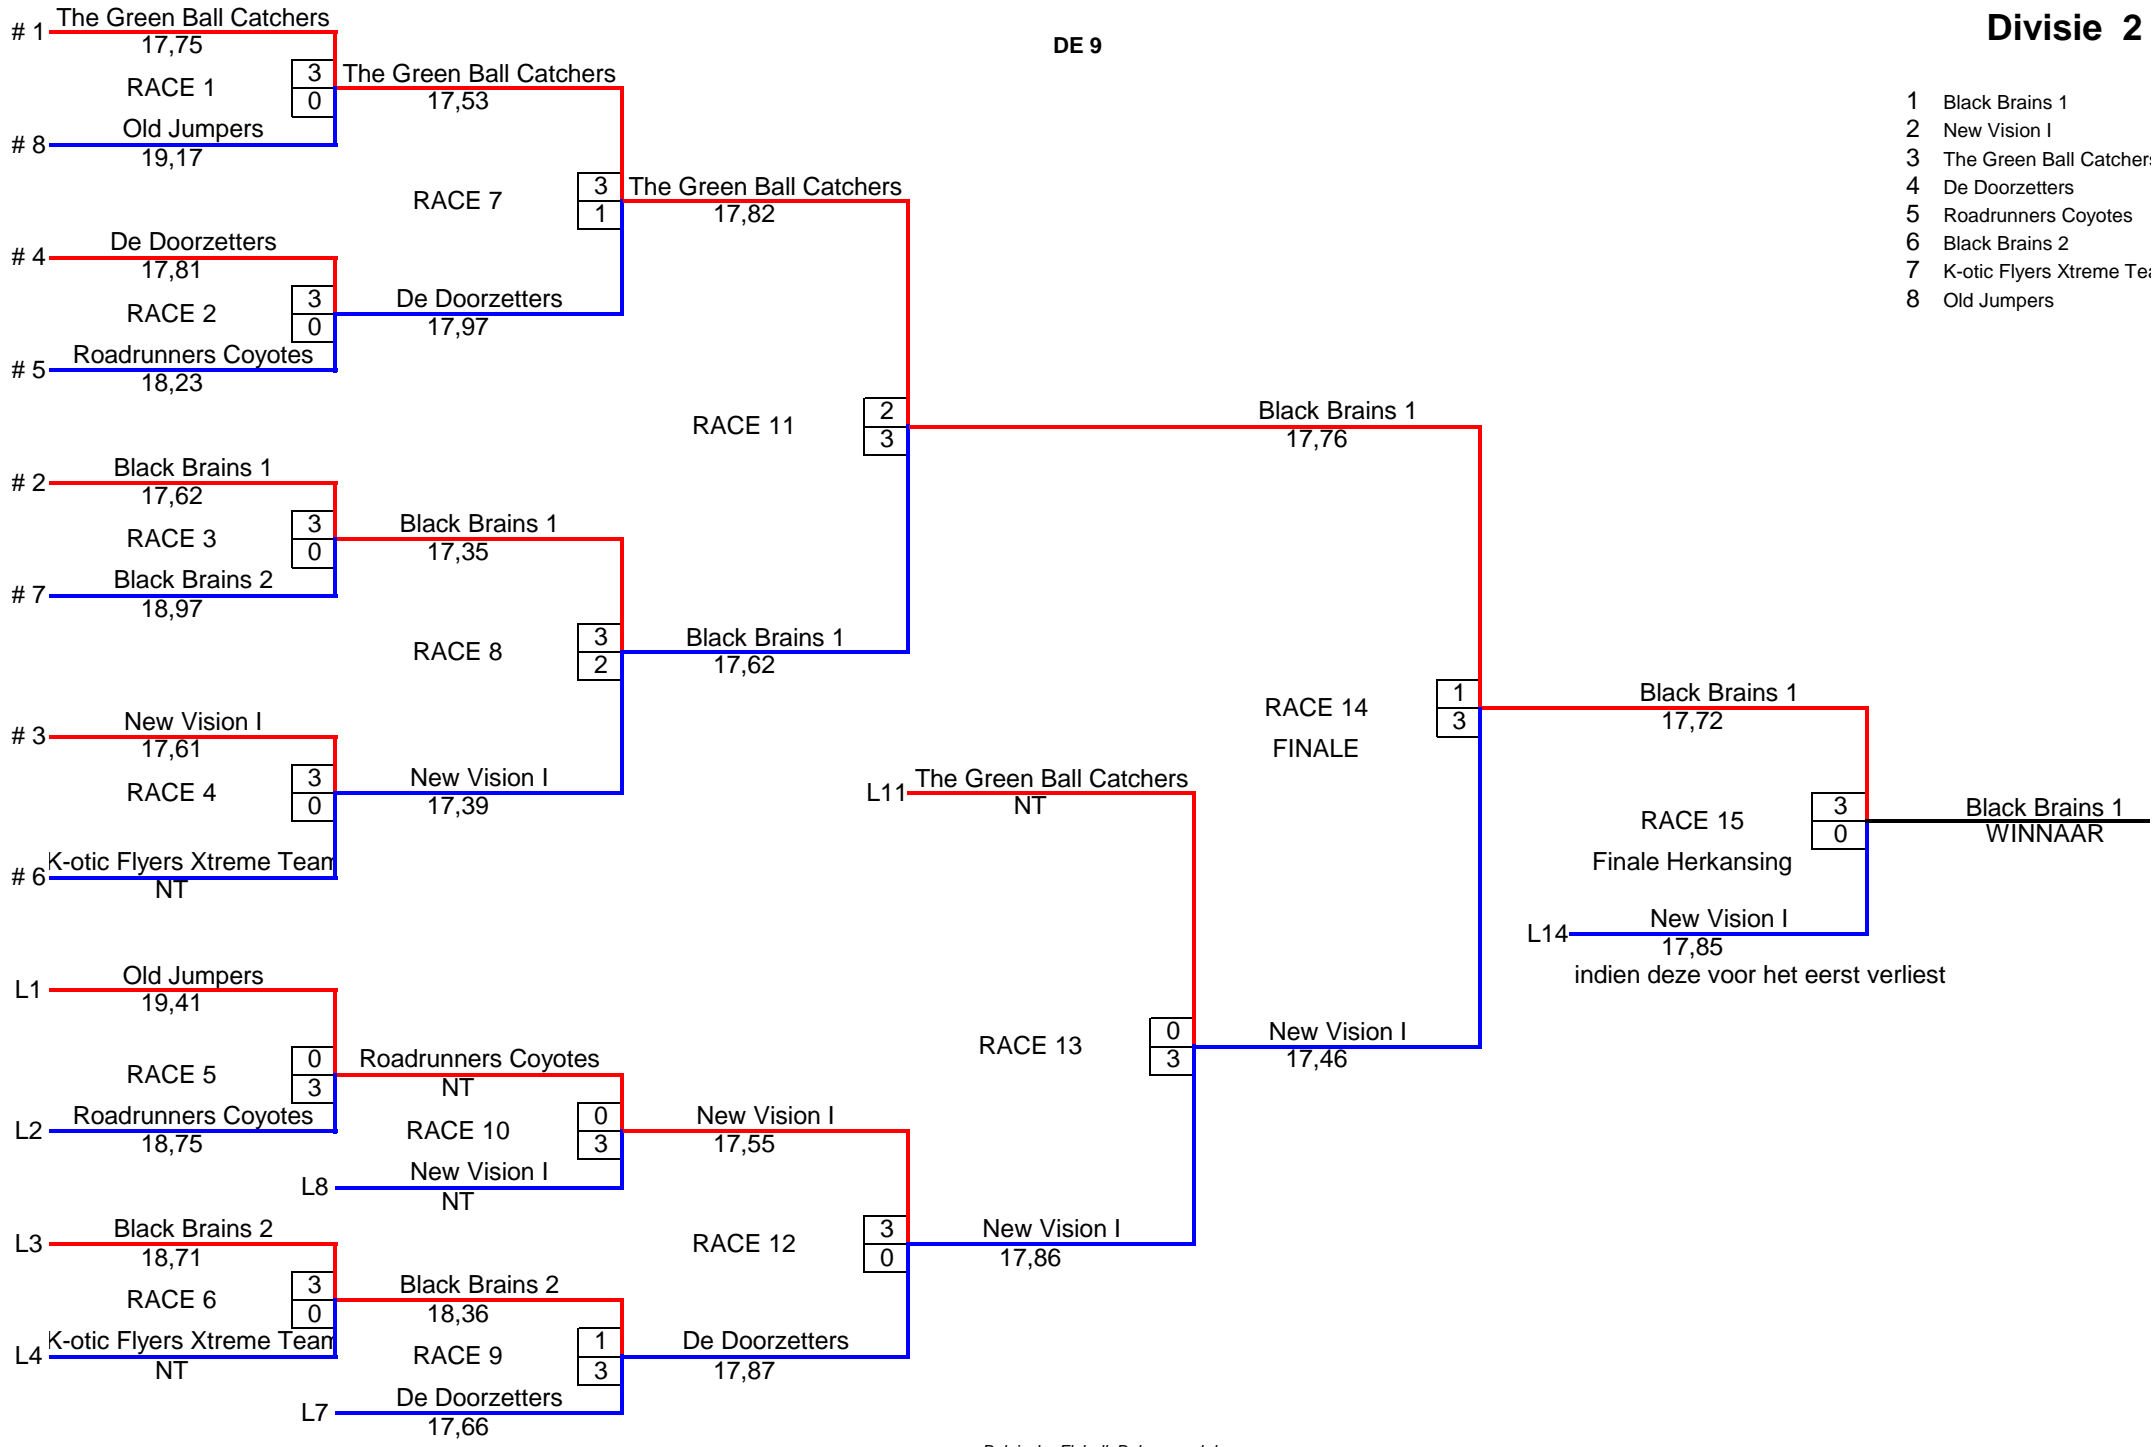 DE 9
Divisie 2
1 Black Brains 1
2 New Vision I
3 The Green Ball Catchers
4 De Doorzetters
5 Roadrunners Coyotes
6 Black Brains 2
7 K-otic Flyers Xtreme
8 Old Jumpers
# 1 The Green Ball Catchers
17,75
RACE 1 3 0
# 8 Old Jumpers
19,17
The Green Ball Catchers
17,53
RACE 7 3 1
# 4 De Doorzetters
17,81
RACE 2 3 0
# 5 Roadrunners Coyotes
18,23
De Doorzetters
17,97
The Green Ball Catchers
17,82
RACE 11 2 3
# 2 Black Brains 1
17,62
RACE 3 3 0
# 7 Black Brains 2
18,97
Black Brains 1
17,35
RACE 8 3 2
# 3 New Vision I
17,61
RACE 4 3 0
# 6 K-otic Flyers Xtreme Team
NT
New Vision I
17,39
Black Brains 1
17,62
Black Brains 1
17,76
RACE 14 1 3
FINALE
Black Brains 1
17,72
RACE 15 3 0
Finale Herkansing
Black Brains 1
WINNAAR
L14 New Vision I
17,85
indien deze voor het eerst verliest
L11 The Green Ball Catchers
NT
RACE 13 0 3
New Vision I
17,46
L1 Old Jumpers
19,41
RACE 5 0 3
L2 Roadrunners Coyotes
18,75
Roadrunners Coyotes
NT
RACE 10 0 3
L8 New Vision I
NT
New Vision I
17,55
RACE 12 3 0
New Vision I
17,86
L3 Black Brains 2
18,71
RACE 6 3 0
L4 K-otic Flyers Xtreme Team
NT
Black Brains 2
18,36
RACE 9 1 3
L7 De Doorzetters
17,66
De Doorzetters
17,87